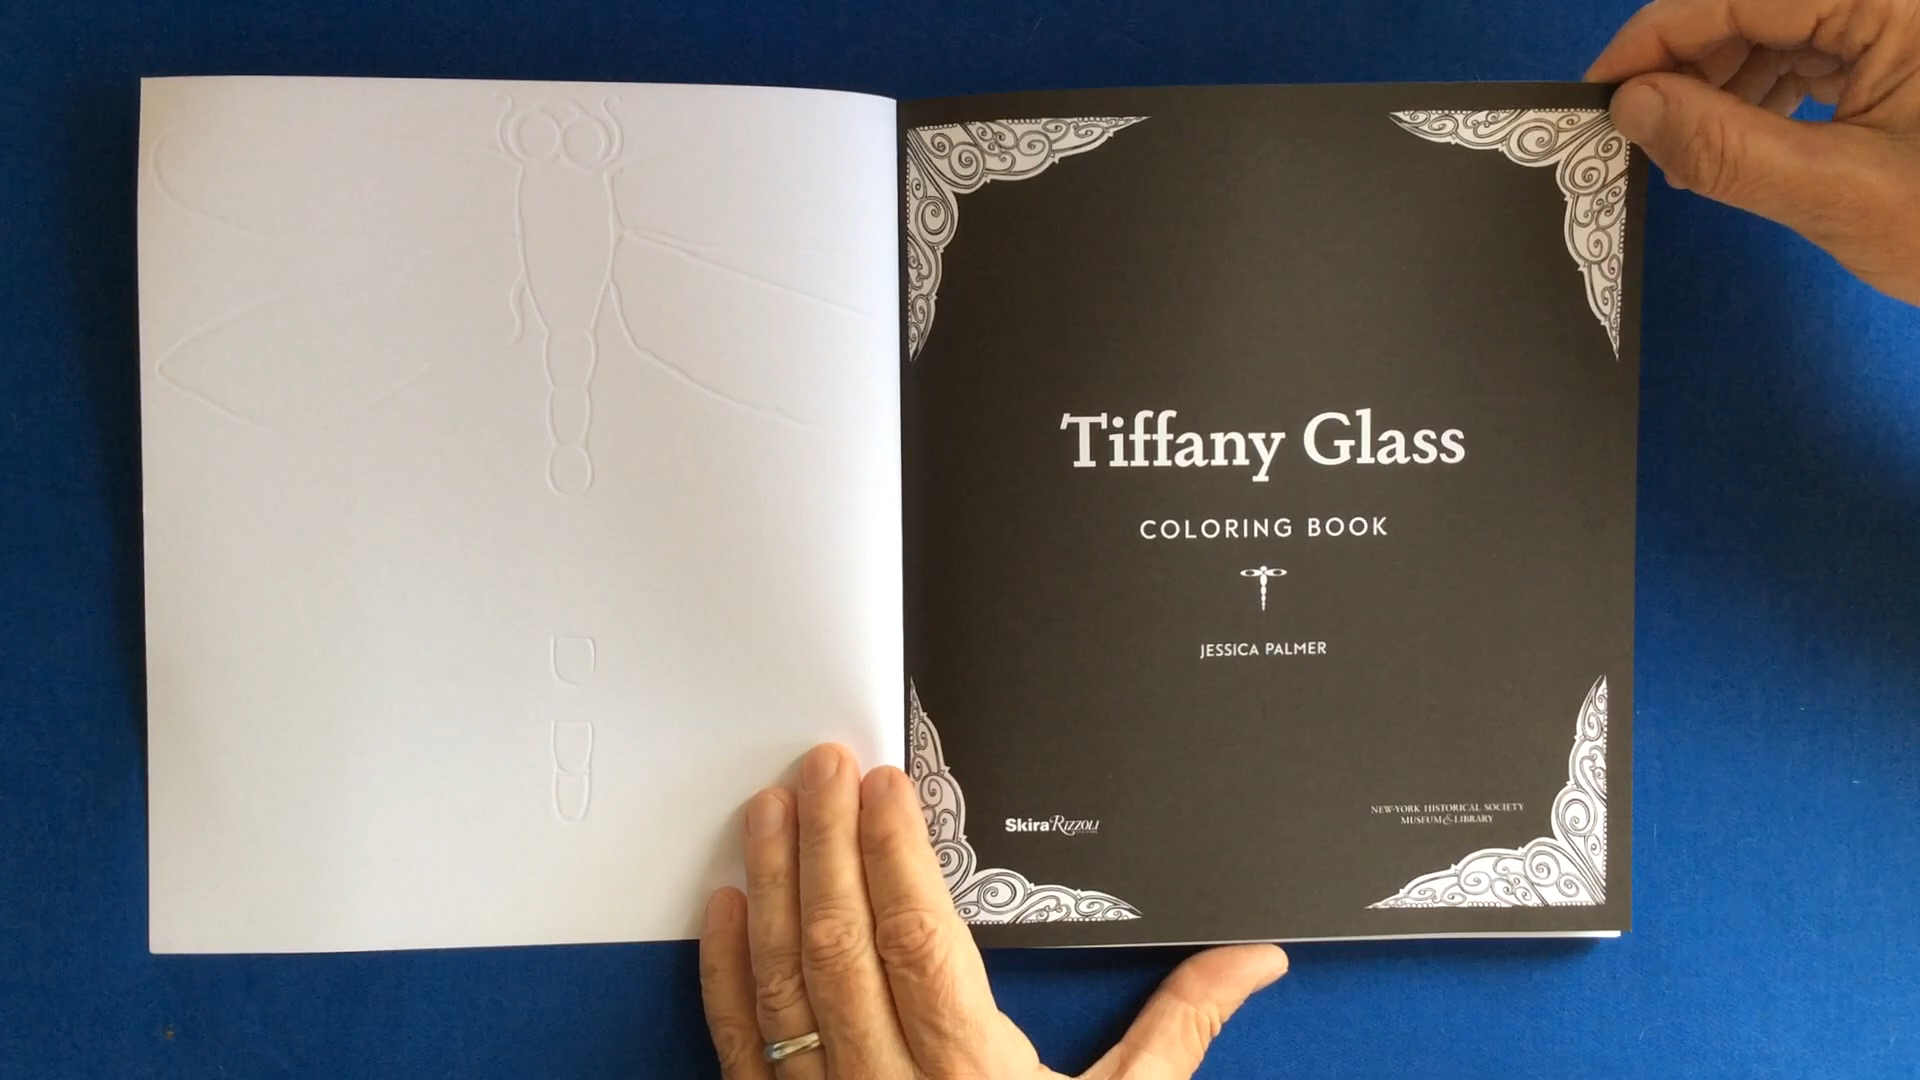 Tiffany Glass
COLORING BOOK
JESSICA PALMER
Skira Rizzoli
NEW-YORK HISTORICAL SOCIETY
MUSEUM & LIBRARY